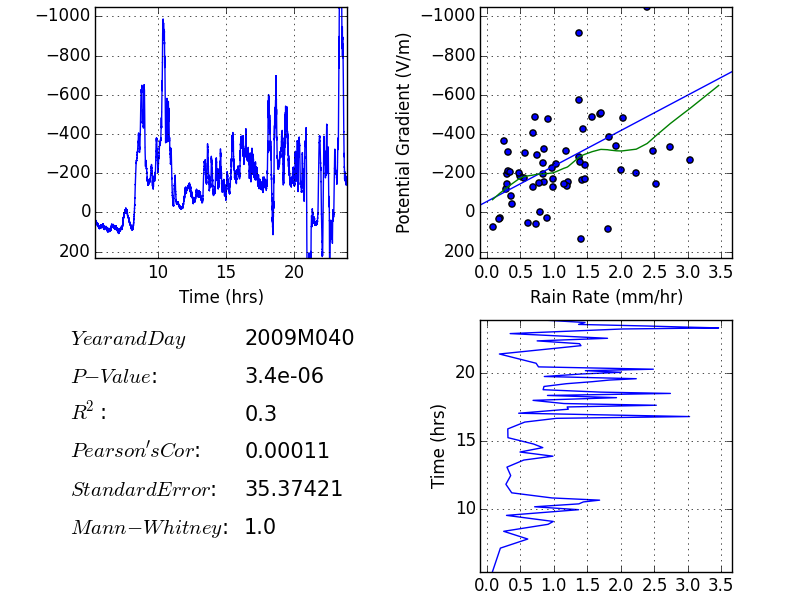 −1000
−800
−600
−400
−200
0
200
10
15
20
Time (hrs)
Potential Gradient (V/m)
−1000
−800
−600
−400
−200
0
200
0.0 0.5 1.0 1.5 2.0 2.5 3.0 3.5
Rain Rate (mm/hr)
YearandDay 2009M040
P−Value: 3.4e-06
R² : 0.3
Pearson′sCor: 0.00011
StandardError: 35.37421
Mann−Whitney: 1.0
Time (hrs)
20
15
10
0.0 0.5 1.0 1.5 2.0 2.5 3.0 3.5